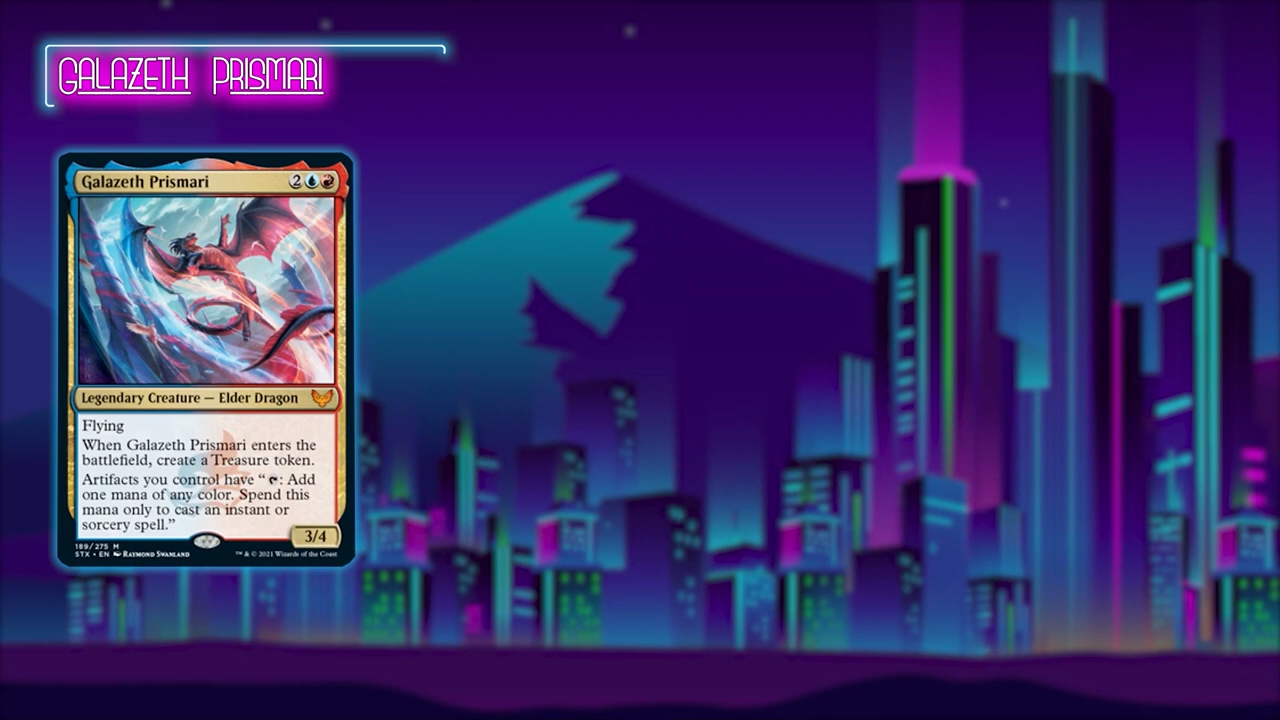 GALAZETH PRISMARI
Galazeth Prismari 2
Legendary Creature — Elder Dragon
Flying
When Galazeth Prismari enters the
battlefield, create a Treasure token.
Artifacts you control have “: Add
one mana of any color. Spend this
mana only to cast an instant or
sorcery spell.”
3/4
189/275 M
STX • EN RAYMOND SWANLAND
™ & © 2021 Wizards of the Coast